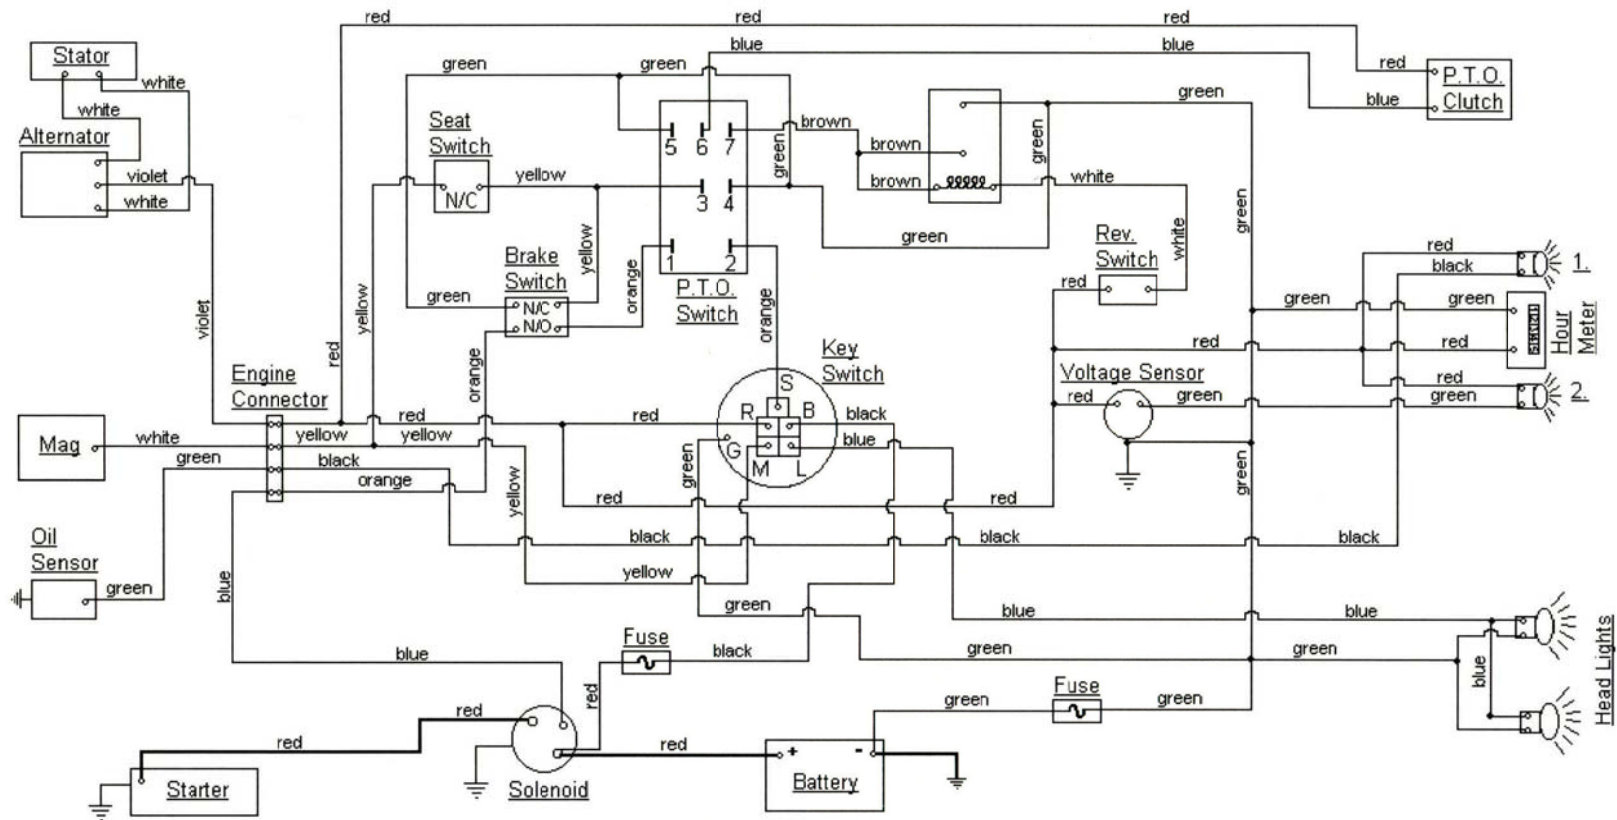 red red red
blue blue
Stator
white
green green
red
P.T.O.
Clutch
blue
white
Alternator
Seat
Switch
green
brown
5 6 7
brown
green
green
violet
yellow
N/C
brown
white
white
3 4
green
green
Rev.
Switch
white
red
1.
black
Brake
Switch
yellow
orange
1 2
P.T.O.
Switch
orange
red
green
N/C
N/O
green green
Hour
Meter
violet
yellow
red
orange
Key
Switch
red red
Voltage Sensor
Engine
Connector
S
red
green
red
green
2.
red red
R B
black
Mag
white
yellow yellow
G
blue
M L
green
black
green
orange
yellow
green
red red
Oil
Sensor
black black black
green
blue
yellow
green
blue blue
Fuse
blue
black
green green
blue
Head Lights
red
Fuse
green green
red
red
red
+ -
Starter
Solenoid
Battery